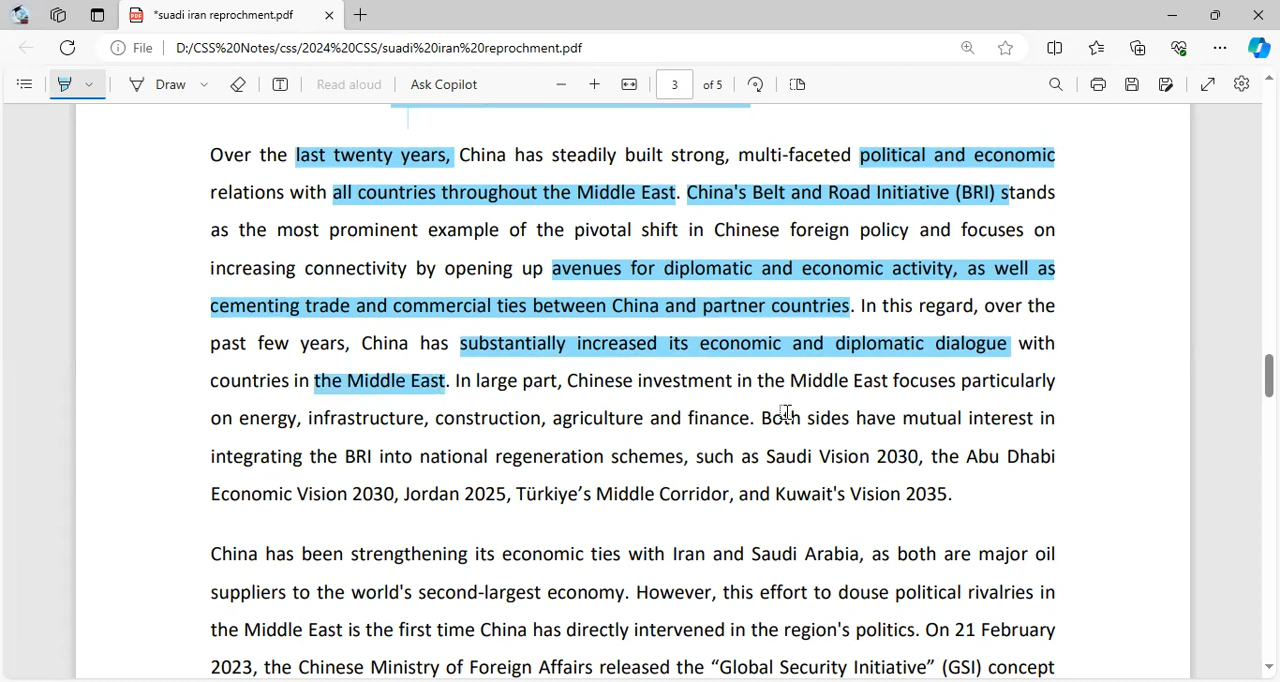 *suadi iran reprochment.pdf
File D:/CSS%20Notes/css/2024%20CSS/suadi%20iran%20reprochment.pdf
Draw Read aloud Ask Copilot 3 of 5
Over the last twenty years, China has steadily built strong, multi-faceted political and economic
relations with all countries throughout the Middle East. China's Belt and Road Initiative (BRI) stands
as the most prominent example of the pivotal shift in Chinese foreign policy and focuses on
increasing connectivity by opening up avenues for diplomatic and economic activity, as well as
cementing trade and commercial ties between China and partner countries. In this regard, over the
past few years, China has substantially increased its economic and diplomatic dialogue with
countries in the Middle East. In large part, Chinese investment in the Middle East focuses particularly
on energy, infrastructure, construction, agriculture and finance. Both sides have mutual interest in
integrating the BRI into national regeneration schemes, such as Saudi Vision 2030, the Abu Dhabi
Economic Vision 2030, Jordan 2025, Türkiye's Middle Corridor, and Kuwait's Vision 2035.
China has been strengthening its economic ties with Iran and Saudi Arabia, as both are major oil
suppliers to the world's second-largest economy. However, this effort to douse political rivalries in
the Middle East is the first time China has directly intervened in the region's politics. On 21 February
2023, the Chinese Ministry of Foreign Affairs released the “Global Security Initiative” (GSI) concept